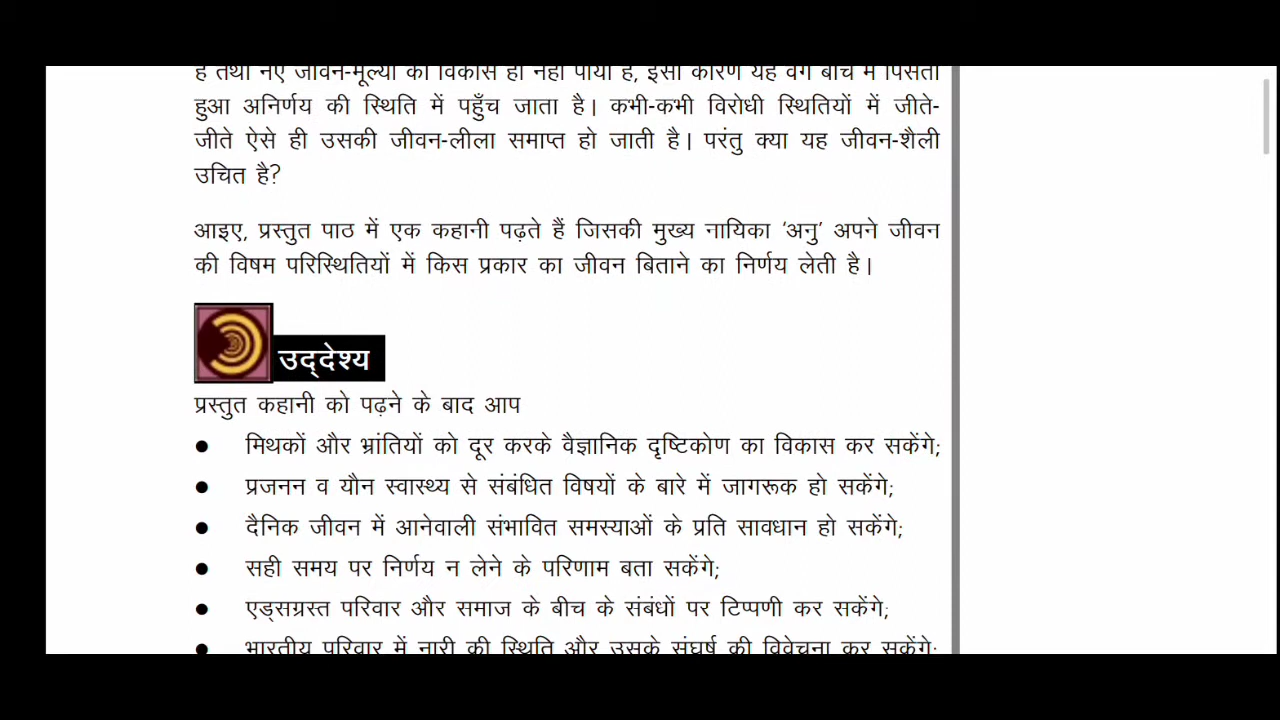 है तथा नए जीवन-मूल्यों का विकास हो नहीं पाया है, इसी कारण यह वर्ग बीच में पिसता
हुआ अनिर्णय की स्थिति में पहुँच जाता है। कभी-कभी विरोधी स्थितियों में जीते-
जीते ऐसे ही उसकी जीवन-लीला समाप्त हो जाती है। परंतु क्या यह जीवन-शैली
उचित है?
आइए, प्रस्तुत पाठ में एक कहानी पढ़ते हैं जिसकी मुख्य नायिका ‘अनु’ अपने जीवन
की विषम परिस्थितियों में किस प्रकार का जीवन बिताने का निर्णय लेती है।
उद्देश्य
प्रस्तुत कहानी को पढ़ने के बाद आप
● मिथकों और भ्रांतियों को दूर करके वैज्ञानिक दृष्टिकोण का विकास कर सकेंगे;
● प्रजनन व यौन स्वास्थ्य से संबंधित विषयों के बारे में जागरूक हो सकेंगे;
● दैनिक जीवन में आनेवाली संभावित समस्याओं के प्रति सावधान हो सकेंगे;
● सही समय पर निर्णय न लेने के परिणाम बता सकेंगे;
● एड्सग्रस्त परिवार और समाज के बीच के संबंधों पर टिप्पणी कर सकेंगे;
● भारतीय परिवार में नारी की स्थिति और उसके संघर्ष की विवेचना कर सकेंगे;